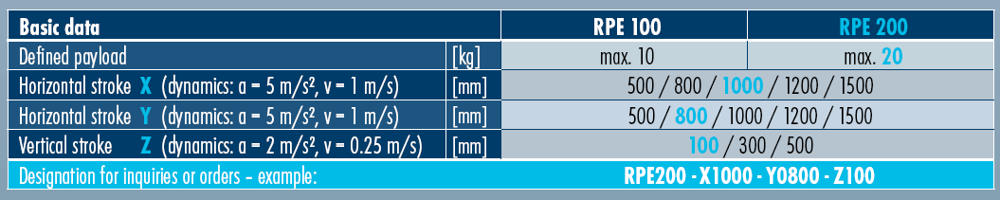 Basic data RPE 100 RPE 200
Defined payload [kg] max. 10 max. 20
Horizontal stroke X (dynamics: a = 5 m/s², v = 1 m/s) [mm] 500 / 800 / 1000 / 1200 / 1500
Horizontal stroke Y (dynamics: a = 5 m/s², v = 1 m/s) [mm] 500 / 800 / 1000 / 1200 / 1500
Vertical stroke Z (dynamics: a = 2 m/s², v = 0.25 m/s) [mm] 100 / 300 / 500
Designation for inquiries or orders – example: RPE200 - X1000 - Y0800 - Z100